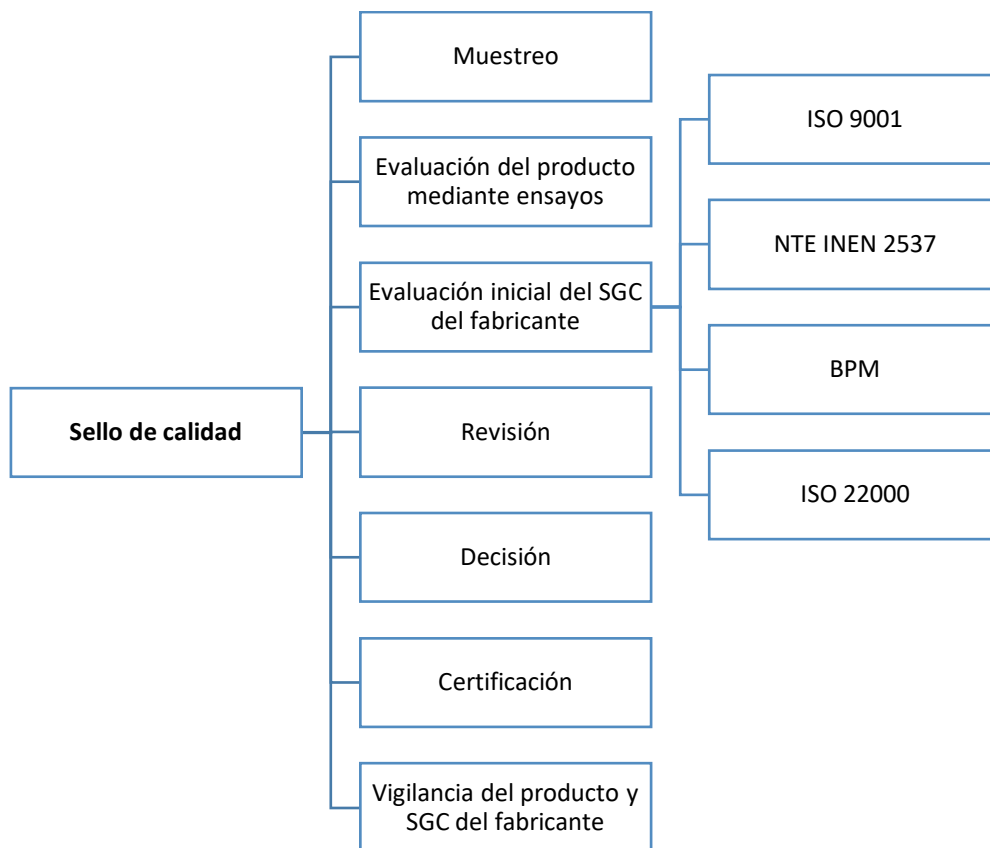 Sello de calidad
Muestreo
Evaluación del producto
mediante ensayos
Evaluación inicial del SGC
del fabricante
ISO 9001
NTE INEN 2537
BPM
ISO 22000
Revisión
Decisión
Certificación
Vigilancia del producto y
SGC del fabricante